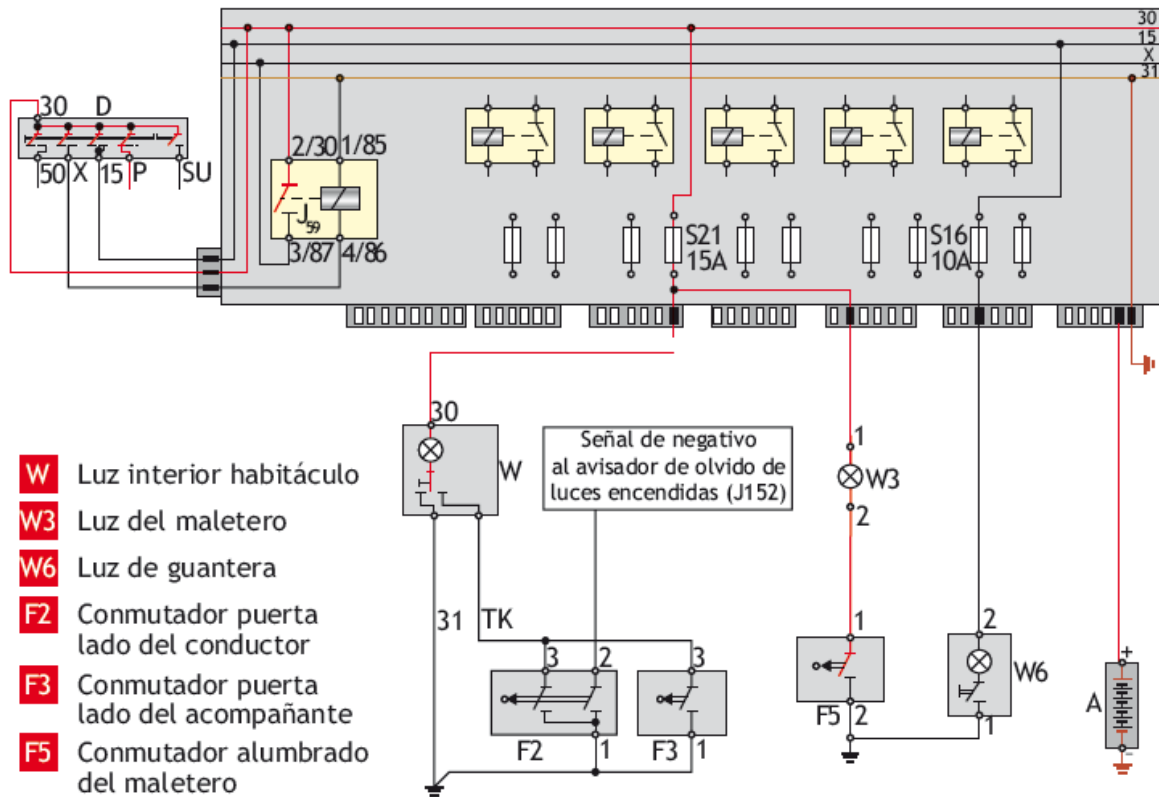 30
15
X
31
30 D
50 X 15 P SU
2/30 1/85
J59
3/87 4/86
S21
15A
S16
10A
30
W
Señal de negativo
al avisador de olvido de
luces encendidas (J152)
1
W3
2
31 TK
3 2 3
F2 F3
1 1
1
F5 2
2
W6
1
+
A
-
W Luz interior habitáculo
W3 Luz del maletero
W6 Luz de guantera
F2 Conmutador puerta
lado del conductor
F3 Conmutador puerta
lado del acompañante
F5 Conmutador alumbrado
del maletero